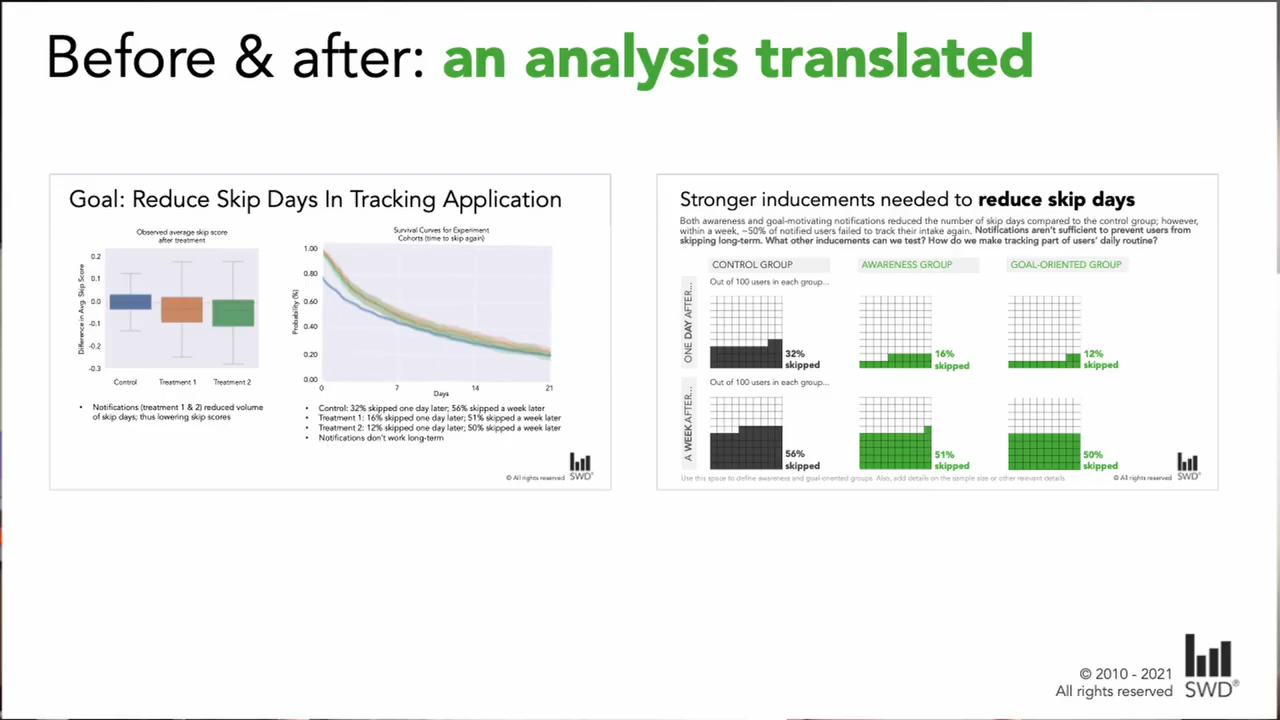 Before & after: an analysis translated
Goal: Reduce Skip Days In Tracking Application
Observed average skip score
after treatment
Difference in Avg. Skip Score
0.2
0.1
0.0
-0.1
-0.2
-0.3
Control
Treatment 1
Treatment 2
• Notifications (treatment 1 & 2) reduced volume
of skip days; thus lowering skip scores
Survival Curves for Experiment
Cohorts (time to skip again)
Probability (%)
1.00
0.80
0.60
0.40
0.20
0.00
0
7
14
21
Days
• Control: 32% skipped one day later; 56% skipped a week later
• Treatment 1: 16% skipped one day later; 51% skipped a week later
• Treatment 2: 12% skipped one day later; 50% skipped a week later
• Notifications don't work long-term
© All rights reserved
SWD®
Stronger inducements needed to reduce skip days
Both awareness and goal-motivating notifications reduced the number of skip days compared to the control group; however,
within a week, ~50% of notified users failed to track their intake again. Notifications aren't sufficient to prevent users from
skipping long-term. What other inducements can we test? How do we make tracking part of users' daily routine?
CONTROL GROUP
AWARENESS GROUP
GOAL-ORIENTED GROUP
ONE DAY AFTER...
Out of 100 users in each group...
32%
skipped
16%
skipped
12%
skipped
A WEEK AFTER...
Out of 100 users in each group...
56%
skipped
51%
skipped
50%
skipped
Use this space to define awareness and goal-oriented groups. Also, add details on the sample size or other relevant details.
© All rights reserved
SWD®
© 2010 - 2021
All rights reserved
SWD®